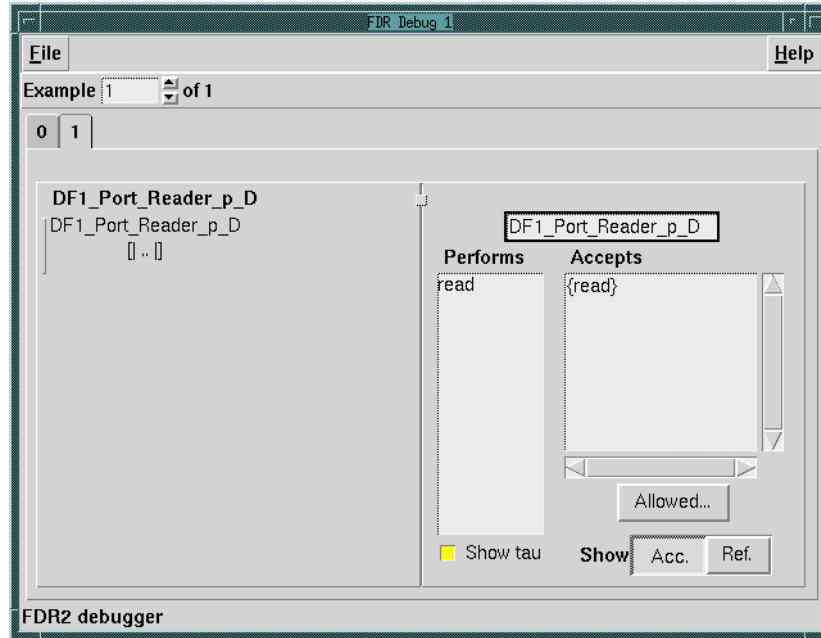 FDR Debug 1
File Help
Example 1 of 1
0 1
DF1_Port_Reader_p_D
DF1_Port_Reader_p_D
[| .. |]
DF1_Port_Reader_p_D
Performs Accepts
read {read}
Allowed...
Show tau Show Acc. Ref.
FDR2 debugger